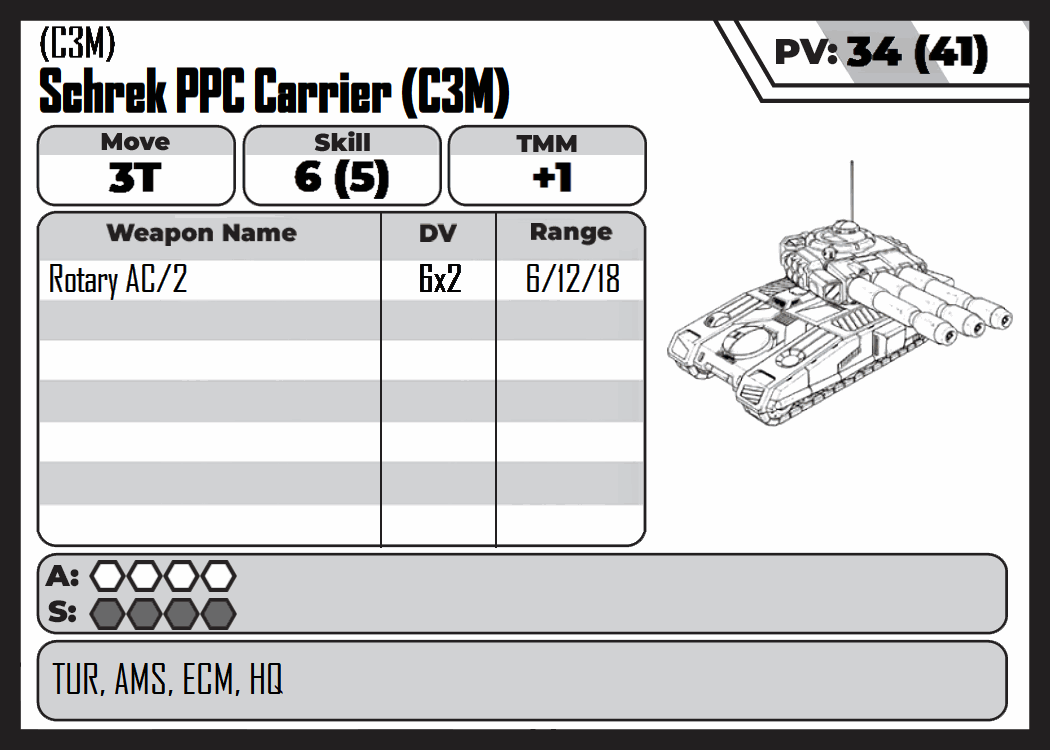 (C3M)
Schrek PPC Carrier (C3M)
PV: 34 (41)
Move
3T
Skill
6 (5)
TMM
+1
Weapon Name DV Range
Rotary AC/2 6x2 6/12/18
A:
S:
TUR, AMS, ECM, HQ